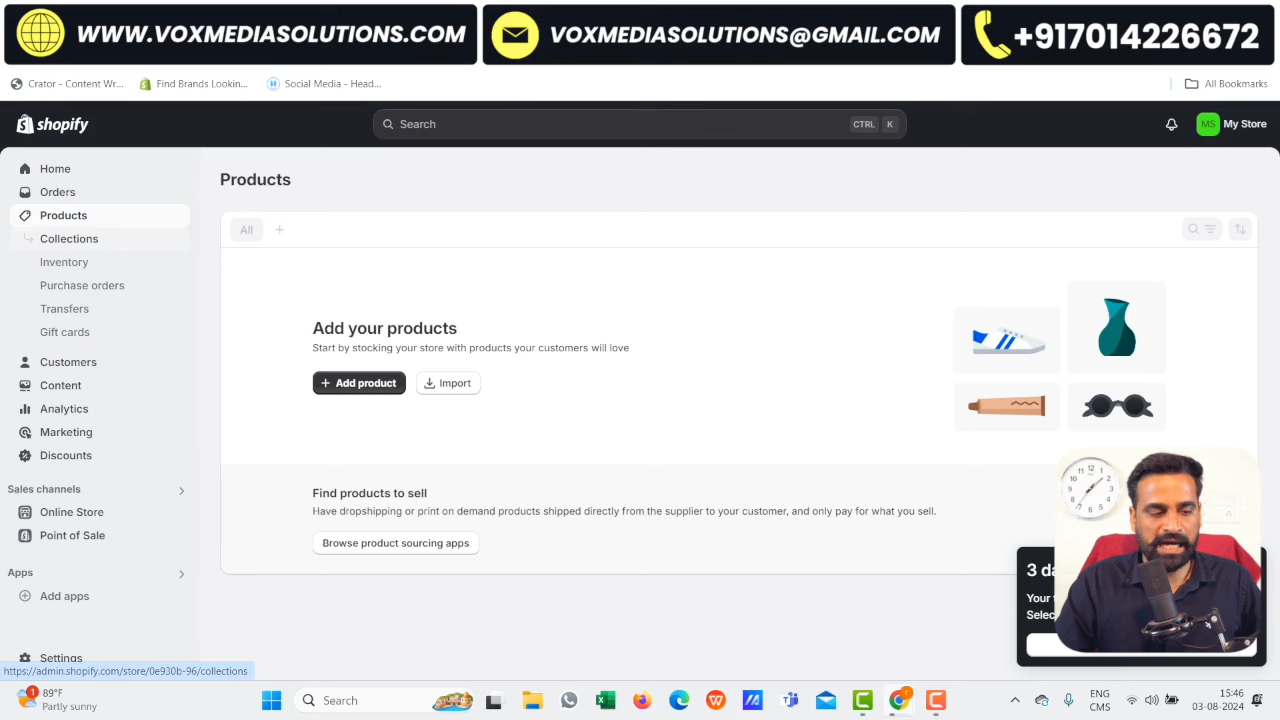 WWW.VOXMEDIASOLUTIONS.COM
VOXMEDIASOLUTIONS@GMAIL.COM
+917014226672
Crator - Content Wr...
Find Brands Lookin...
Social Media - Head...
All Bookmarks
shopify
Search
CTRL K
MS
My Store
Home
Orders
Products
Collections
Inventory
Purchase orders
Transfers
Gift cards
Customers
Content
Analytics
Marketing
Discounts
Sales channels
Online Store
Point of Sale
Apps
Add apps
Settings
https://admin.shopify.com/store/0e930b-96/collections
Products
All
Add your products
Start by stocking your store with products your customers will love
Add product
Import
Find products to sell
Have dropshipping or print on demand products shipped directly from the supplier to your customer, and only pay for what you sell.
Browse product sourcing apps
3
Your
1
89°F
Partly sunny
Search
ENG
CMS
15:46
03-08-2024